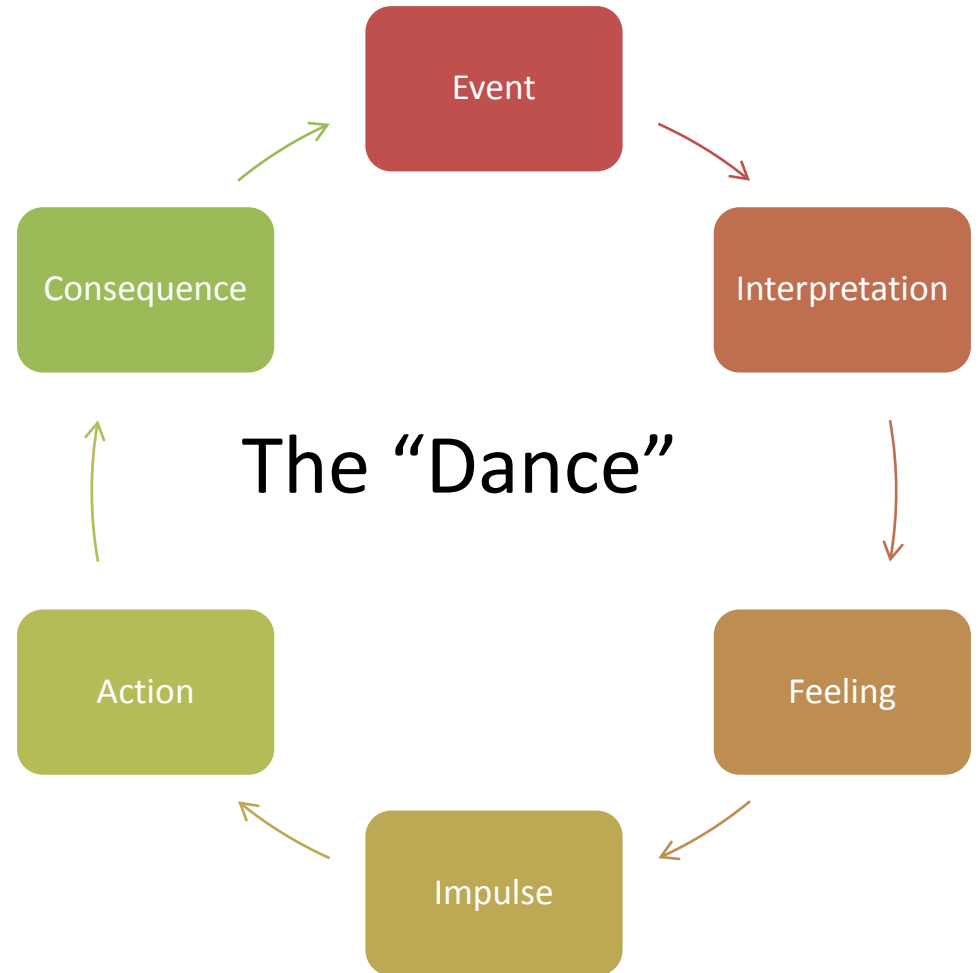 Event
Interpretation
Feeling
Impulse
Action
Consequence
The “Dance”